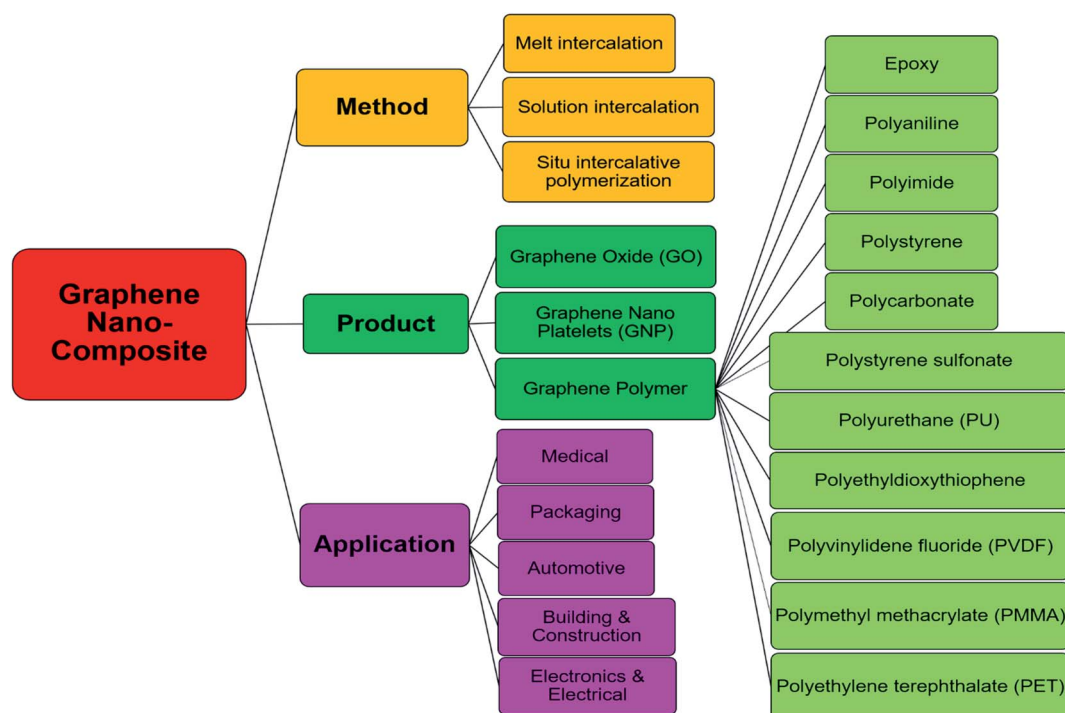 Graphene
Nano-
Composite
Method
Melt intercalation
Solution intercalation
Situ intercalative
polymerization
Product
Graphene Oxide (GO)
Graphene Nano
Platelets (GNP)
Graphene Polymer
Epoxy
Polyaniline
Polyimide
Polystyrene
Polycarbonate
Polystyrene sulfonate
Polyurethane (PU)
Polyethyldioxythiophene
Polyvinylidene fluoride (PVDF)
Polymethyl methacrylate (PMMA)
Polyethylene terephthalate (PET)
Application
Medical
Packaging
Automotive
Building &
Construction
Electronics &
Electrical